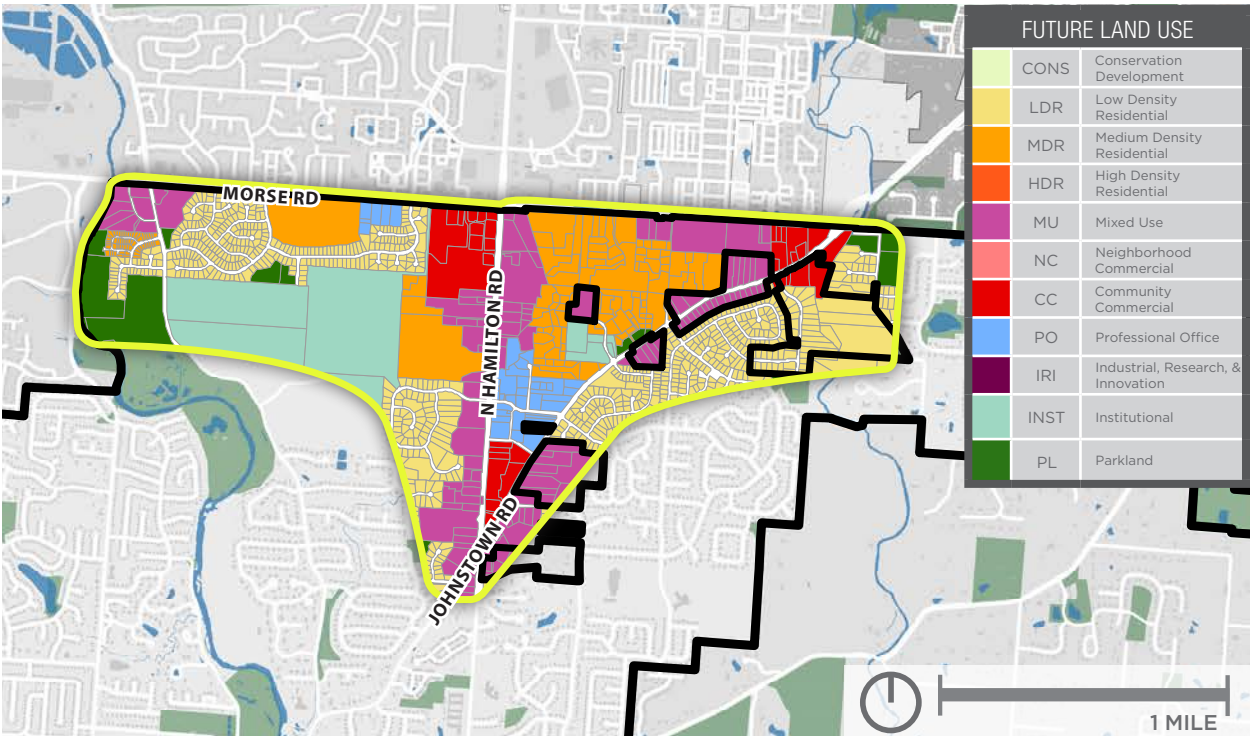 FUTURE LAND USE
CONS Conservation
Development
LDR Low Density
Residential
MDR Medium Density
Residential
HDR High Density
Residential
MU Mixed Use
NC Neighborhood
Commercial
CC Community
Commercial
PO Professional Office
IRI Industrial, Research, &
Innovation
INST Institutional
PL Parkland
MORSE RD
N HAMILTON RD
JOHNSTOWN RD
1 MILE